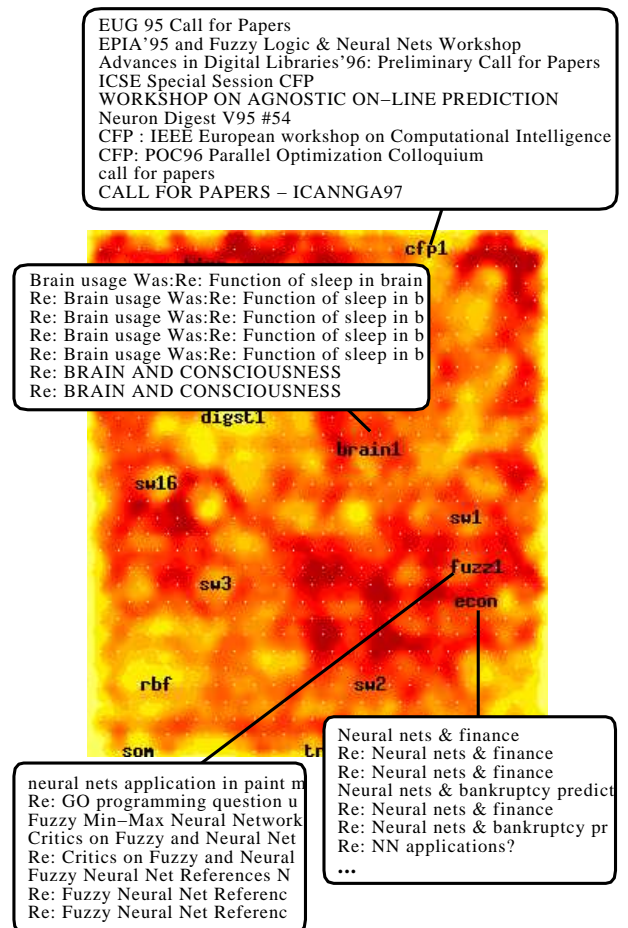 EUG 95 Call for Papers
EPIA'95 and Fuzzy Logic & Neural Nets Workshop
Advances in Digital Libraries'96: Preliminary Call for Papers
ICSE Special Session CFP
WORKSHOP ON AGNOSTIC ON−LINE PREDICTION
Neuron Digest V95 #54
CFP : IEEE European workshop on Computational Intelligence
CFP: POC96 Parallel Optimization Colloquium
call for papers
CALL FOR PAPERS − ICANNGA97
cfp1
Brain usage Was:Re: Function of sleep in brain
Re: Brain usage Was:Re: Function of sleep in b
Re: Brain usage Was:Re: Function of sleep in b
Re: Brain usage Was:Re: Function of sleep in b
Re: Brain usage Was:Re: Function of sleep in b
Re: BRAIN AND CONSCIOUSNESS
Re: BRAIN AND CONSCIOUSNESS
digst1
brain1
sw16
sw1
fuzz1
sw3
econ
rbf
sw2
som
tr
Neural nets & finance
Re: Neural nets & finance
Re: Neural nets & finance
Neural nets & bankruptcy predict
Re: Neural nets & finance
Re: Neural nets & bankruptcy pr
Re: NN applications?
...
neural nets application in paint m
Re: GO programming question u
Fuzzy Min−Max Neural Network
Critics on Fuzzy and Neural Net
Re: Critics on Fuzzy and Neural
Fuzzy Neural Net References N
Re: Fuzzy Neural Net Referenc
Re: Fuzzy Neural Net Referenc